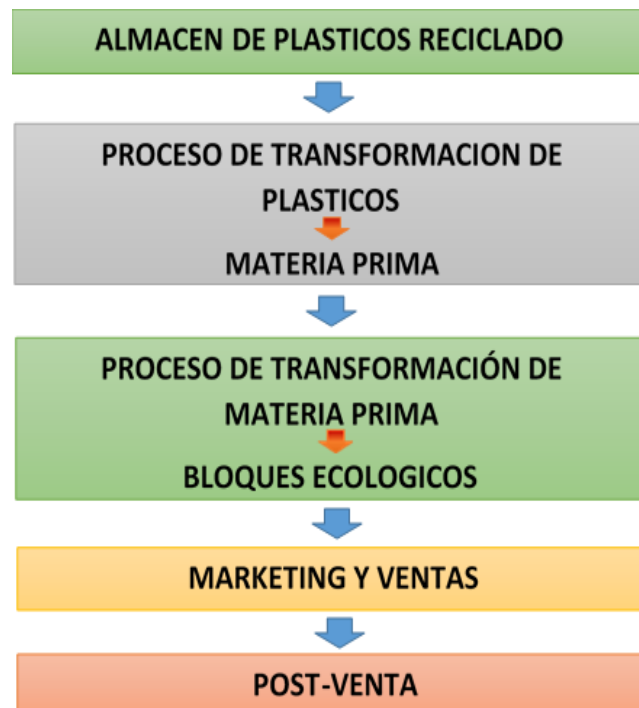 ALMACEN DE PLASTICOS RECICLADO
PROCESO DE TRANSFORMACION DE
PLASTICOS
MATERIA PRIMA
PROCESO DE TRANSFORMACIÓN DE
MATERIA PRIMA
BLOQUES ECOLOGICOS
MARKETING Y VENTAS
POST-VENTA